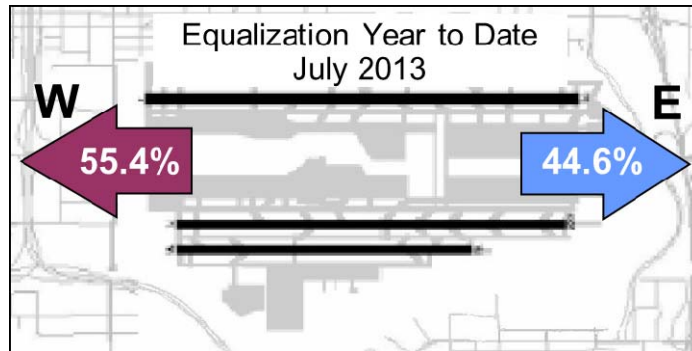 Equalization Year to Date
July 2013
W
E
55.4%
44.6%